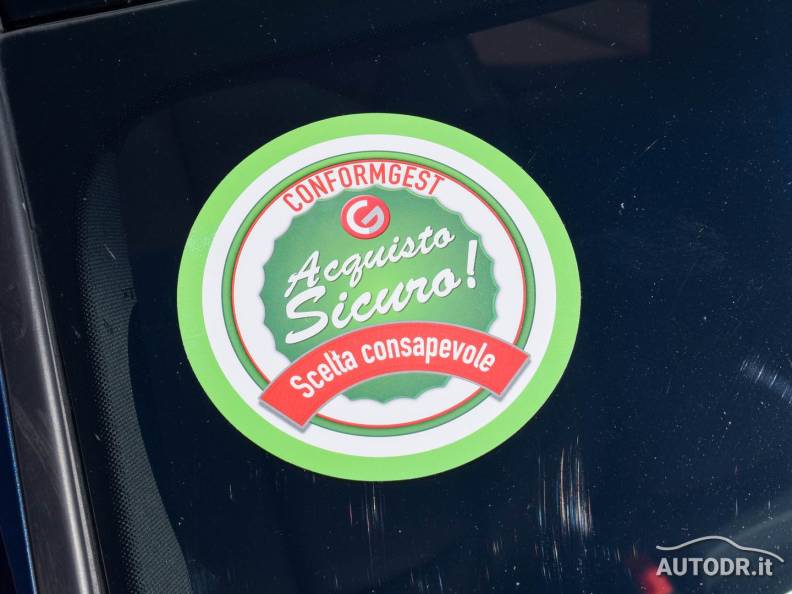 CONFORMGEST
Acquisto
Sicuro!
Scelta consapevole
AUTODR.it